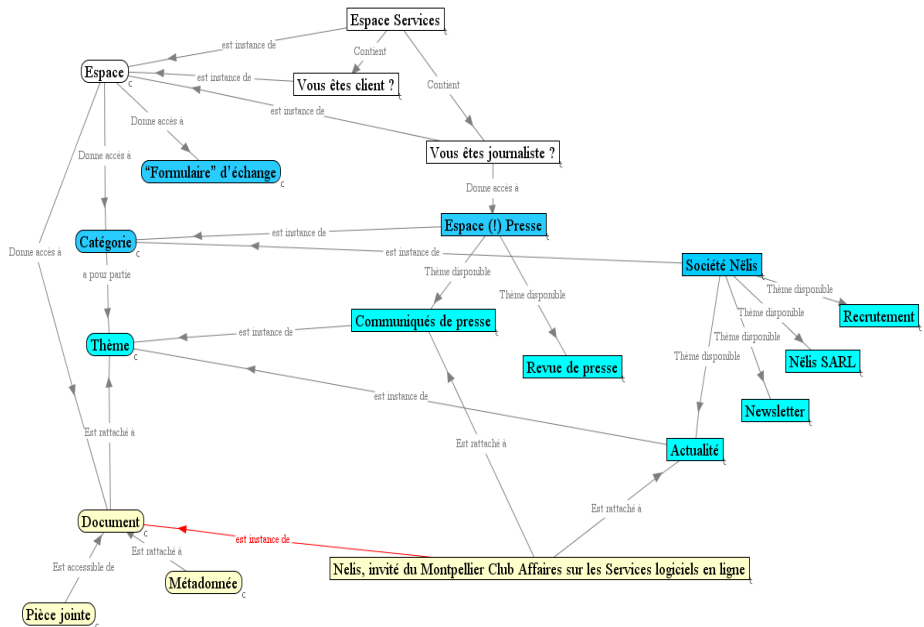 Espace Services
est instance de
Contient
Espace
est instance de
Vous êtes client ?
Contient
est instance de
Donne accès à
Vous êtes journaliste ?
Donne accès à
"Formulaire" d'échange
Donne accès à
Espace (!) Presse
Catégorie
est instance de
Donne accès à
est instance de
Société Nëlis
a pour partie
Thème disponible
Thème disponible
Thème disponible
Recrutement
Communiqués de presse
Thème disponible
est instance de
Thème disponible
Thème
Thème disponible
Nëlis SARL
Revue de presse
est instance de
Newsletter
Est rattaché à
Est rattaché à
Actualité
Est rattaché à
Document
est instance de
Est rattaché à
Est accessible de
Nelis, invité du Montpellier Club Affaires sur les Services logiciels en ligne
Métadonnée
Pièce jointe